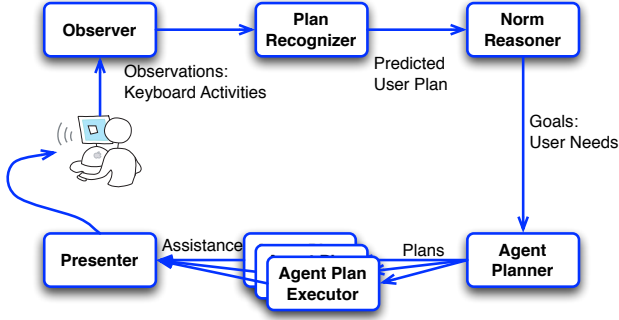 Observer
Plan
Recognizer
Norm
Reasoner
Observations:
Keyboard Activities
Predicted
User Plan
Goals:
User Needs
Presenter
Assistance
Agent Plan
Executor
Plans
Agent
Planner